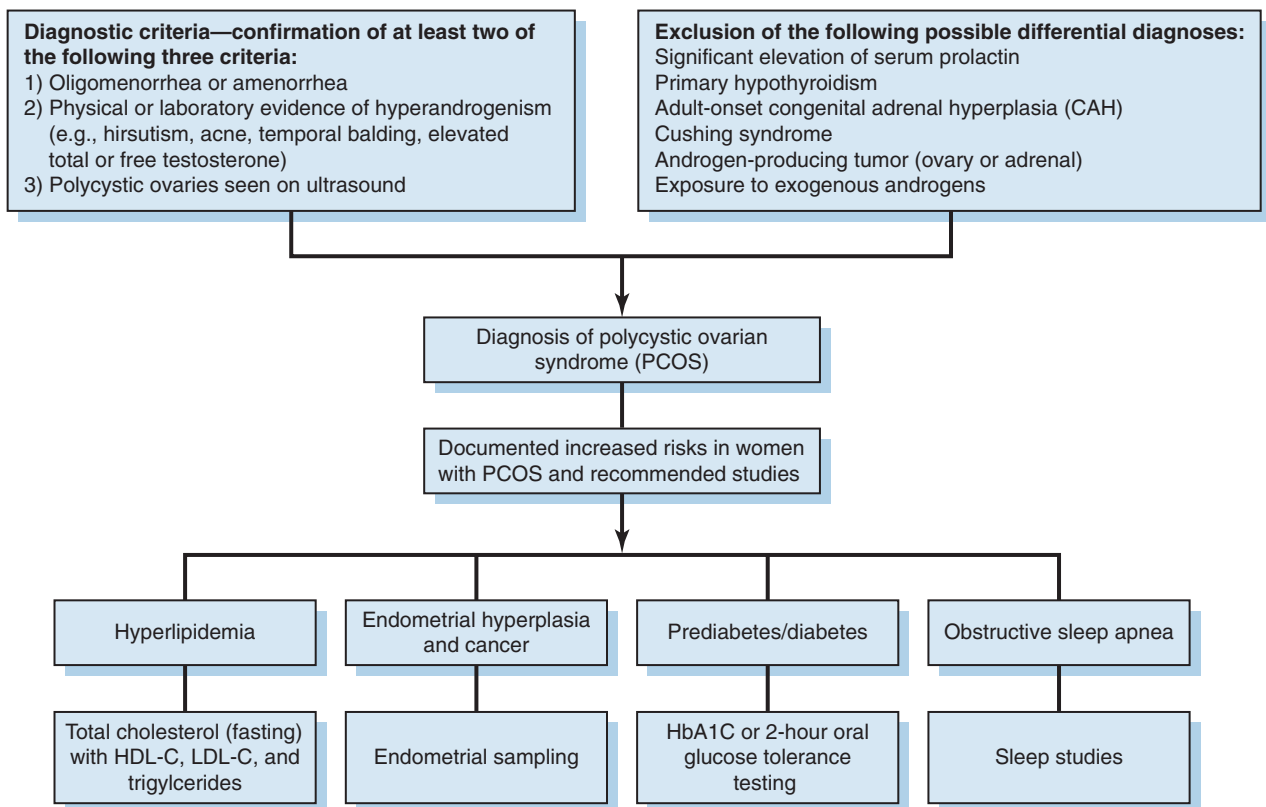 Diagnostic criteria—confirmation of at least two of
the following three criteria:
1) Oligomenorrhea or amenorrhea
2) Physical or laboratory evidence of hyperandrogenism
(e.g., hirsutism, acne, temporal balding, elevated
total or free testosterone)
3) Polycystic ovaries seen on ultrasound
Exclusion of the following possible differential diagnoses:
Significant elevation of serum prolactin
Primary hypothyroidism
Adult-onset congenital adrenal hyperplasia (CAH)
Cushing syndrome
Androgen-producing tumor (ovary or adrenal)
Exposure to exogenous androgens
Diagnosis of polycystic ovarian
syndrome (PCOS)
Documented increased risks in women
with PCOS and recommended studies
Hyperlipidemia
Endometrial hyperplasia
and cancer
Prediabetes/diabetes
Obstructive sleep apnea
Total cholesterol (fasting)
with HDL-C, LDL-C, and
trigylcerides
Endometrial sampling
HbA1C or 2-hour oral
glucose tolerance
testing
Sleep studies